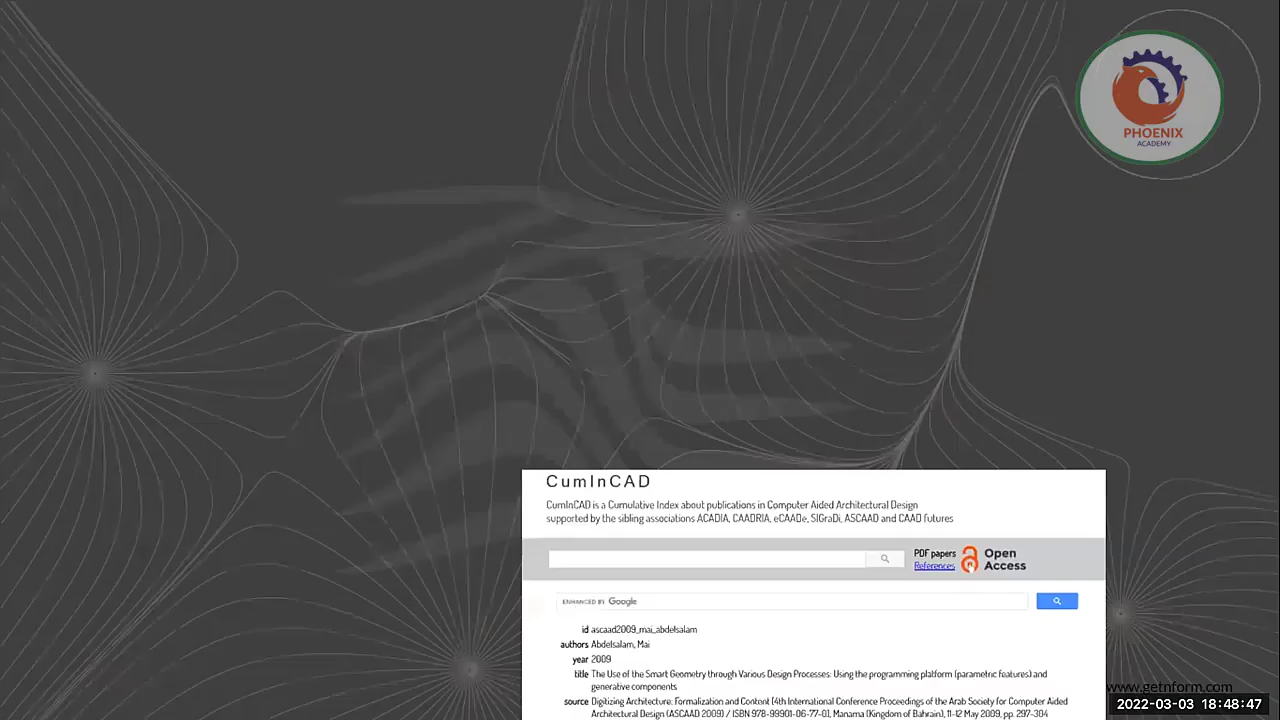 PHOENIX
ACADEMY
CumInCAD
CumInCAD is a Cumulative Index about publications in Computer Aided Architectural Design
supported by the sibling associations ACADIA, CAADRIA, eCAADe, SIGraDi, ASCAAD and CAAD futures
PDF papers
References
Open
Access
ENHANCED BY Google
id ascaad2009_mai_abdelsalam
authors Abdelsalam, Mai
year 2009
title The Use of the Smart Geometry through Various Design Processes: Using the programming platform (parametric features) and
generative components
source Digitizing Architecture: Formalization and Content [4th International Conference Proceedings of the Arab Society for Computer Aided
Architectural Design (ASCAAD 2009) / ISBN 978-99901-06-77-0], Manama (Kingdom of Bahrain), 11-12 May 2009, pp. 297-304
www.getnform.com
2022-03-03 18:48:47